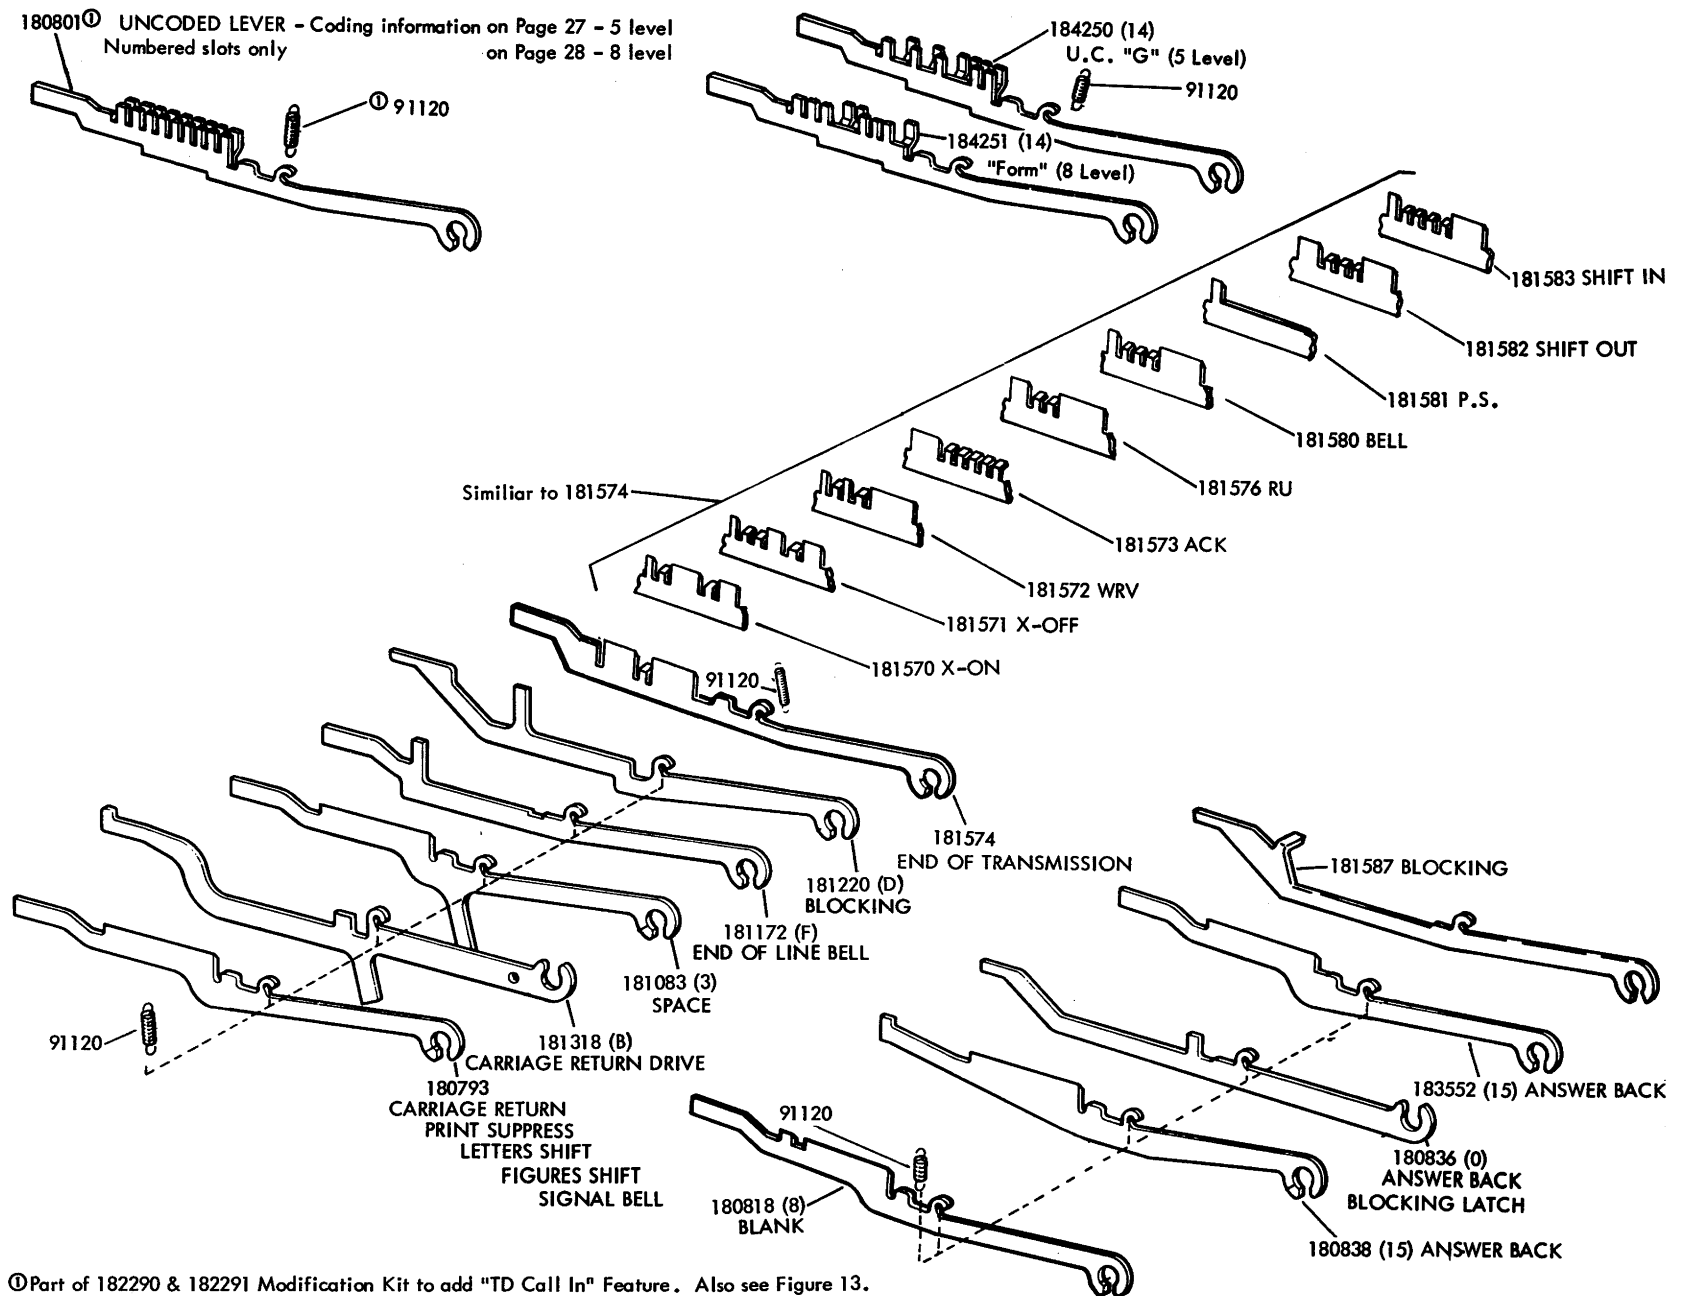 180801① UNCODED LEVER - Coding information on Page 27 - 5 level
Numbered slots only on Page 28 - 8 level
① 91120
184250 (14)
U.C. "G" (5 Level)
91120
184251 (14)
"Form" (8 Level)
181583 SHIFT IN
181582 SHIFT OUT
181581 P.S.
181580 BELL
181576 RU
Similiar to 181574
181573 ACK
181572 WRV
181571 X-OFF
181570 X-ON
91120
181574
END OF TRANSMISSION
181220 (D)
BLOCKING
181172 (F)
END OF LINE BELL
181083 (3)
SPACE
181318 (B)
CARRIAGE RETURN DRIVE
91120
180793
CARRIAGE RETURN
PRINT SUPPRESS
LETTERS SHIFT
FIGURES SHIFT
SIGNAL BELL
181587 BLOCKING
183552 (15) ANSWER BACK
180836 (0)
ANSWER BACK
BLOCKING LATCH
180838 (15) ANSWER BACK
91120
180818 (8)
BLANK
①Part of 182290 & 182291 Modification Kit to add "TD Call In" Feature. Also see Figure 13.